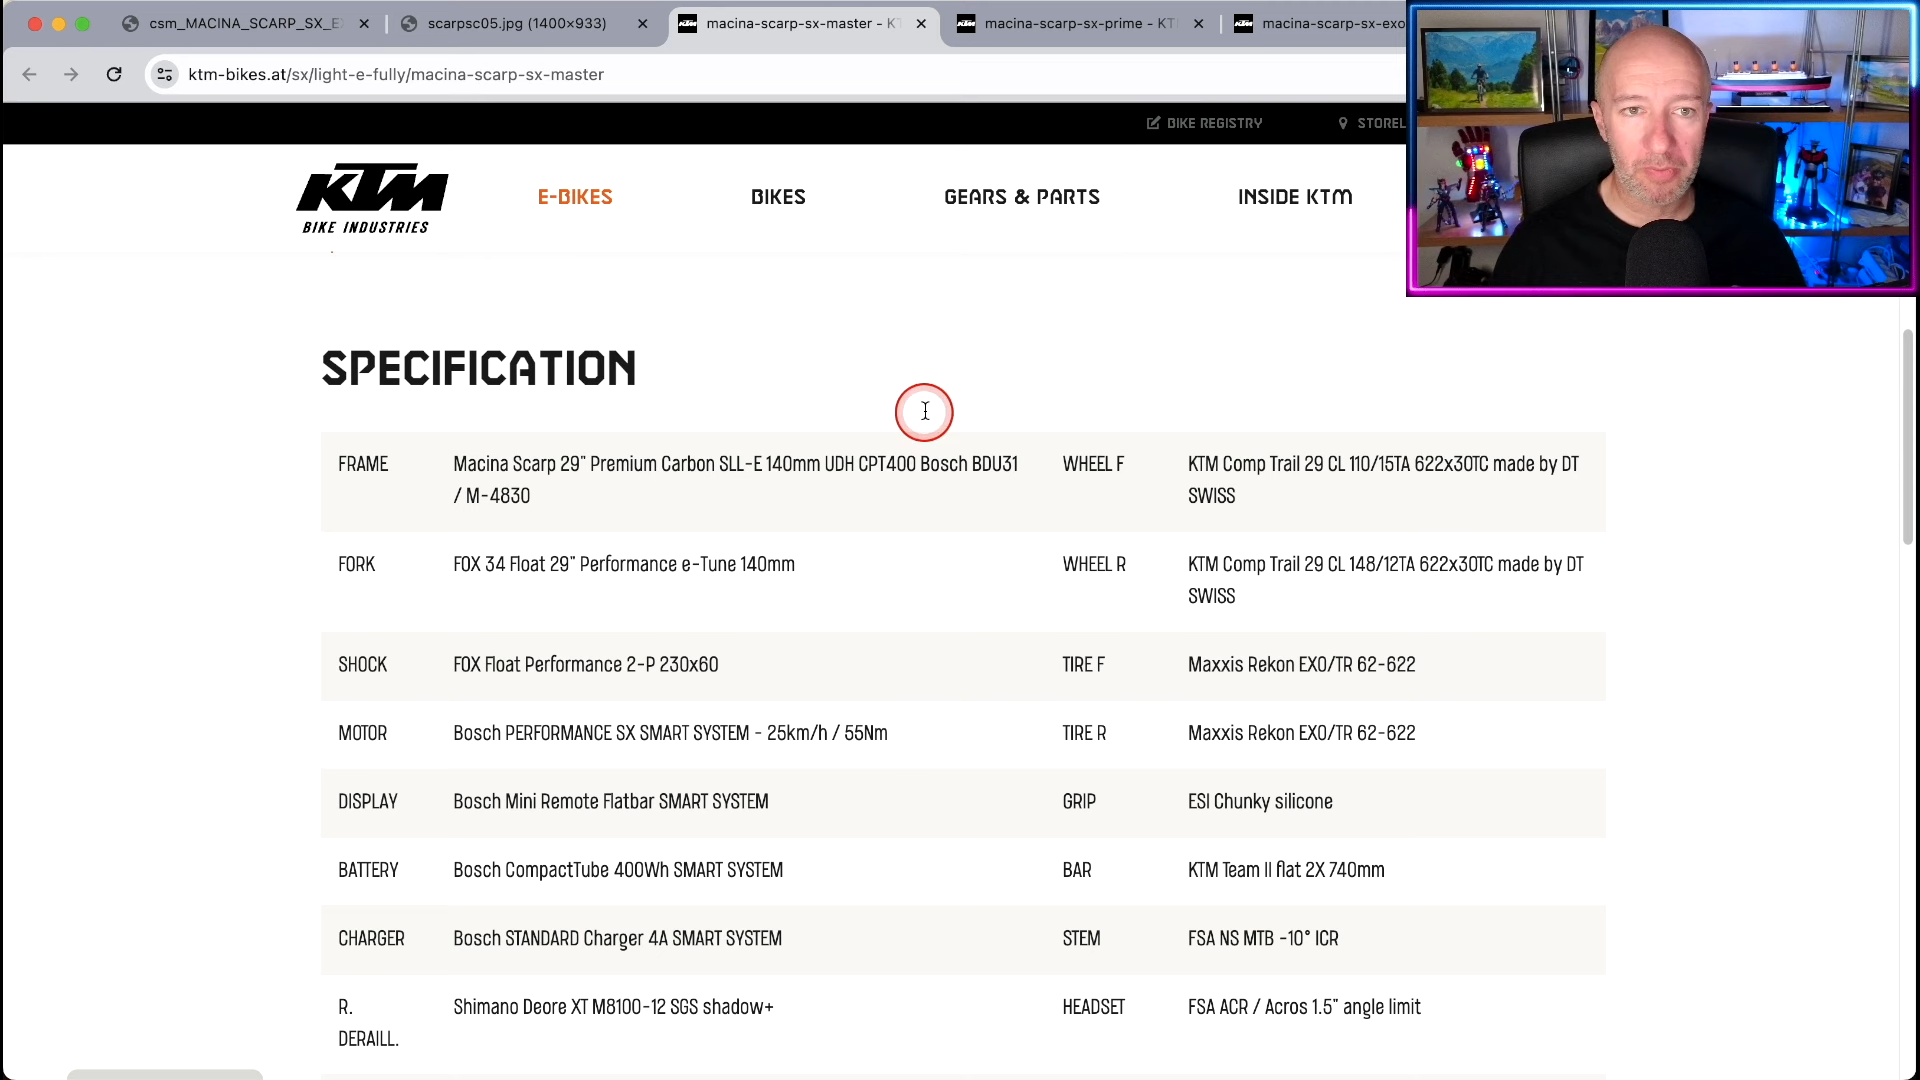 csm_MACINA_SCARP_SX_E
scarpsc05.jpg (1400×933)
macina-scarp-sx-master - KT
macina-scarp-sx-prime - KT
macina-scarp-sx-exo
ktm-bikes.at/sx/light-e-fully/macina-scarp-sx-master
BIKE REGISTRY
STOREL
KTM
BIKE INDUSTRIES
E-BIKES
BIKES
GEARS & PARTS
INSIDE KTM
SPECIFICATION
FRAME
Macina Scarp 29" Premium Carbon SLL-E 140mm UDH CPT400 Bosch BDU31
/ M-4830
WHEEL F
KTM Comp Trail 29 CL 110/15TA 622x30TC made by DT
SWISS
FORK
FOX 34 Float 29" Performance e-Tune 140mm
WHEEL R
KTM Comp Trail 29 CL 148/12TA 622x30TC made by DT
SWISS
SHOCK
FOX Float Performance 2-P 230x60
TIRE F
Maxxis Rekon EXO/TR 62-622
MOTOR
Bosch PERFORMANCE SX SMART SYSTEM - 25km/h / 55Nm
TIRE R
Maxxis Rekon EXO/TR 62-622
DISPLAY
Bosch Mini Remote Flatbar SMART SYSTEM
GRIP
ESI Chunky silicone
BATTERY
Bosch CompactTube 400Wh SMART SYSTEM
BAR
KTM Team II flat 2X 740mm
CHARGER
Bosch STANDARD Charger 4A SMART SYSTEM
STEM
FSA NS MTB -10° ICR
R.
DERAILL.
Shimano Deore XT M8100-12 SGS shadow+
HEADSET
FSA ACR / Acros 1.5" angle limit